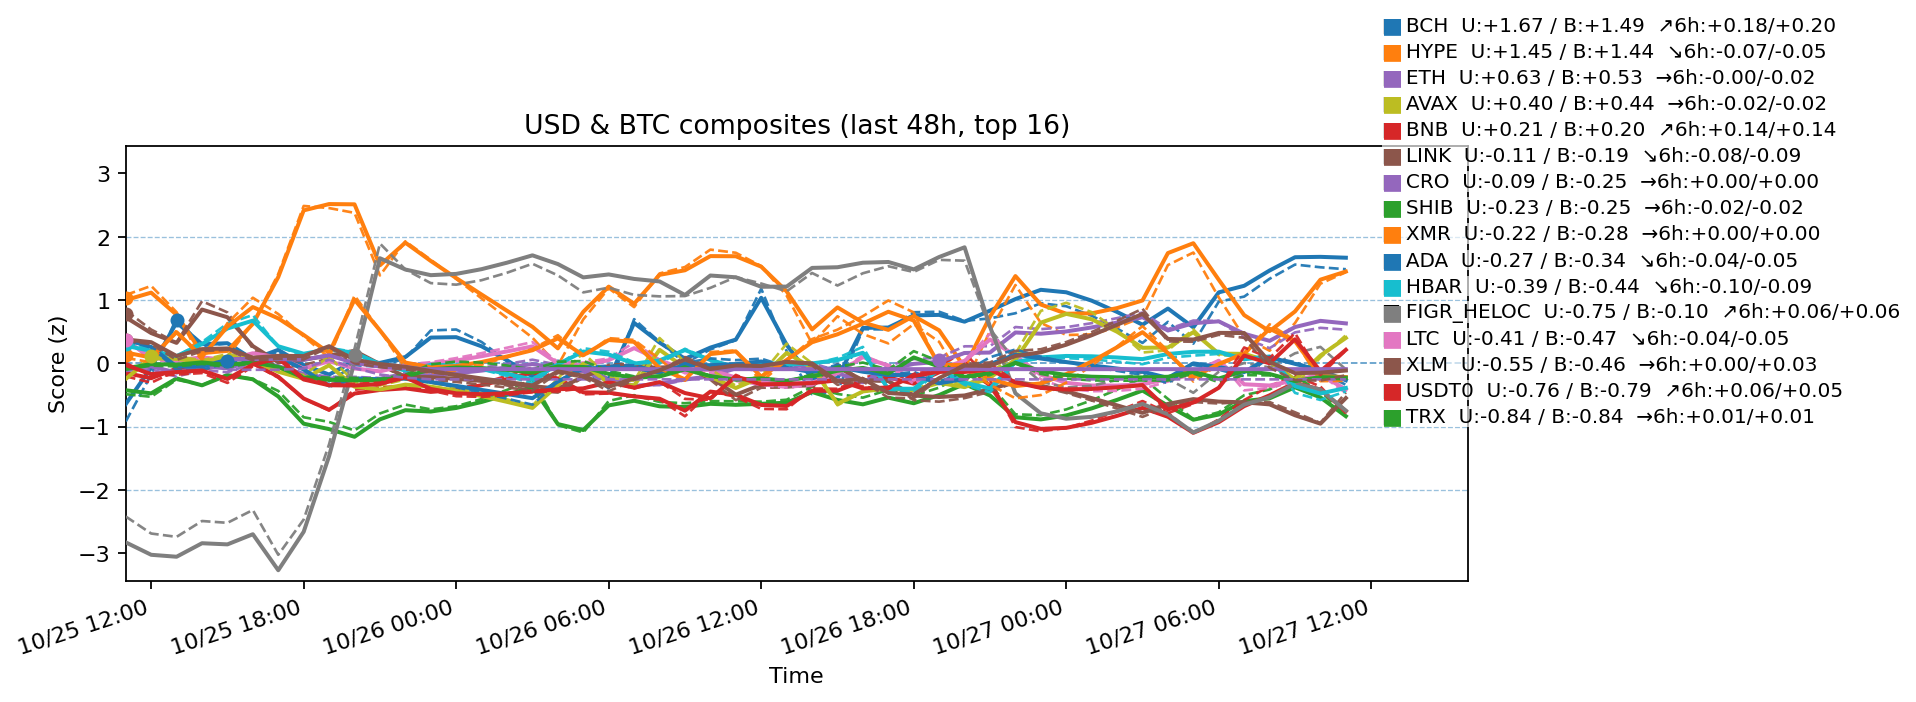 BCH  U:+1.67 / B:+1.49  ↗6h:+0.18/+0.20
HYPE  U:+1.45 / B:+1.44  ↘6h:-0.07/-0.05
ETH  U:+0.63 / B:+0.53  →6h:-0.00/-0.02
AVAX  U:+0.40 / B:+0.44  →6h:-0.02/-0.02
BNB  U:+0.21 / B:+0.20  ↗6h:+0.14/+0.14
LINK  U:-0.11 / B:-0.19  ↘6h:-0.08/-0.09
CRO  U:-0.09 / B:-0.25  →6h:+0.00/+0.00
SHIB  U:-0.23 / B:-0.25  →6h:-0.02/-0.02
XMR  U:-0.22 / B:-0.28  →6h:+0.00/+0.00
ADA  U:-0.27 / B:-0.34  ↘6h:-0.04/-0.05
HBAR  U:-0.39 / B:-0.44  ↘6h:-0.10/-0.09
FIGR_HELOC  U:-0.75 / B:-0.10  ↗6h:+0.06/+0.06
LTC  U:-0.41 / B:-0.47  ↘6h:-0.04/-0.05
XLM  U:-0.55 / B:-0.46  →6h:+0.00/+0.03
USDT0  U:-0.76 / B:-0.79  ↗6h:+0.06/+0.05
TRX  U:-0.84 / B:-0.84  →6h:+0.01/+0.01
USD & BTC composites (last 48h, top 16)
Score (z)
3
2
1
0
−1
−2
−3
10/25 12:00
10/25 18:00
10/26 00:00
10/26 06:00
10/26 12:00
10/26 18:00
10/27 00:00
10/27 06:00
10/27 12:00
Time